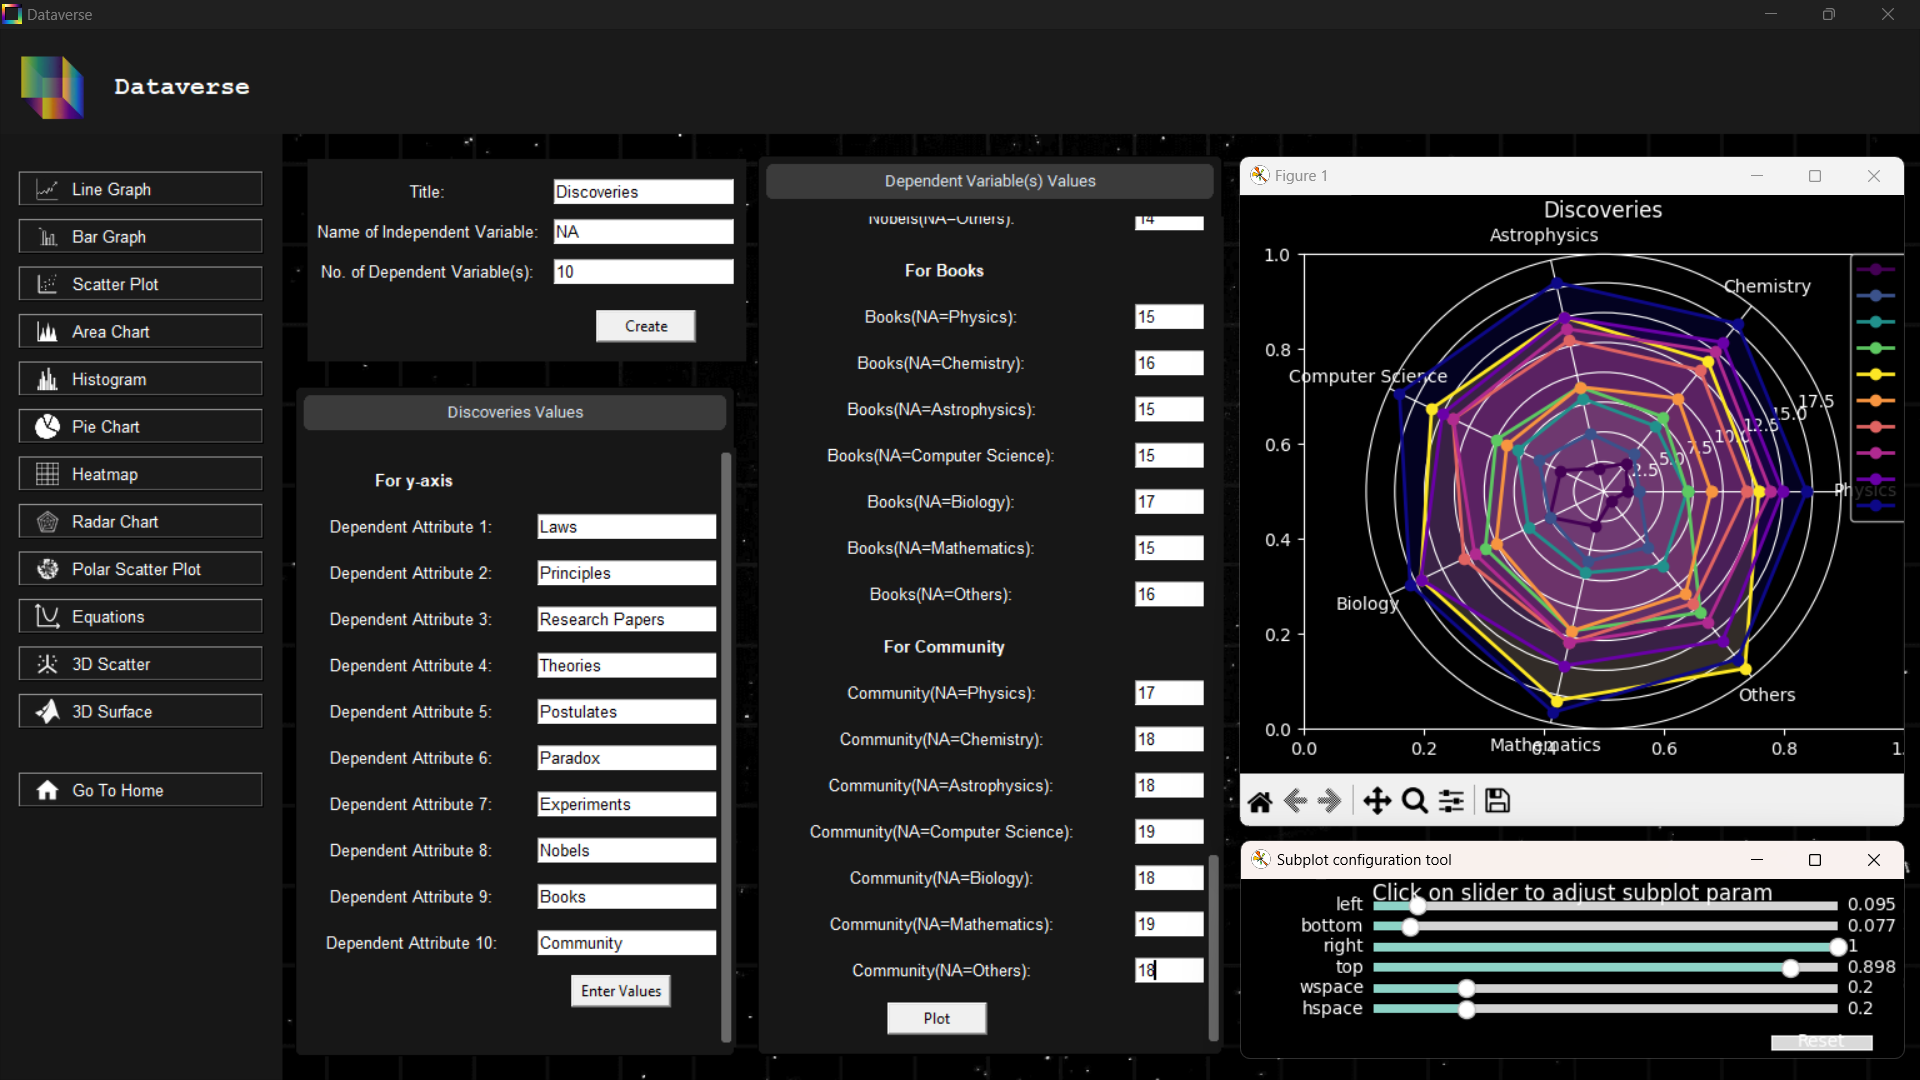 Dataverse
Dataverse
Line Graph
Bar Graph
Scatter Plot
Area Chart
Histogram
Pie Chart
Heatmap
Radar Chart
Polar Scatter Plot
Equations
3D Scatter
3D Surface
Go To Home
Title: Discoveries
Name of Independent Variable: NA
No. of Dependent Variable(s): 10
Create
Discoveries Values
For y-axis
Dependent Attribute 1: Laws
Dependent Attribute 2: Principles
Dependent Attribute 3: Research Papers
Dependent Attribute 4: Theories
Dependent Attribute 5: Postulates
Dependent Attribute 6: Paradox
Dependent Attribute 7: Experiments
Dependent Attribute 8: Nobels
Dependent Attribute 9: Books
Dependent Attribute 10: Community
Enter Values
Dependent Variable(s) Values
Nobels(NA=Others): 14
For Books
Books(NA=Physics): 15
Books(NA=Chemistry): 16
Books(NA=Astrophysics): 15
Books(NA=Computer Science): 15
Books(NA=Biology): 17
Books(NA=Mathematics): 15
Books(NA=Others): 16
For Community
Community(NA=Physics): 17
Community(NA=Chemistry): 18
Community(NA=Astrophysics): 18
Community(NA=Computer Science): 19
Community(NA=Biology): 18
Community(NA=Mathematics): 19
Community(NA=Others): 18
Plot
Figure 1
Discoveries
Astrophysics
1.0
Chemistry
0.8
Computer Science
17.5
15.0
12.5
0.6
10.0
7.5
5.0
2.5
Physics
0.4
Biology
0.2
Others
0.0
Mathematics
0.0 0.2 0.4 0.6 0.8 1.
Subplot configuration tool
Click on slider to adjust subplot param
left 0.095
bottom 0.077
right 1
top 0.898
wspace 0.2
hspace 0.2
Reset